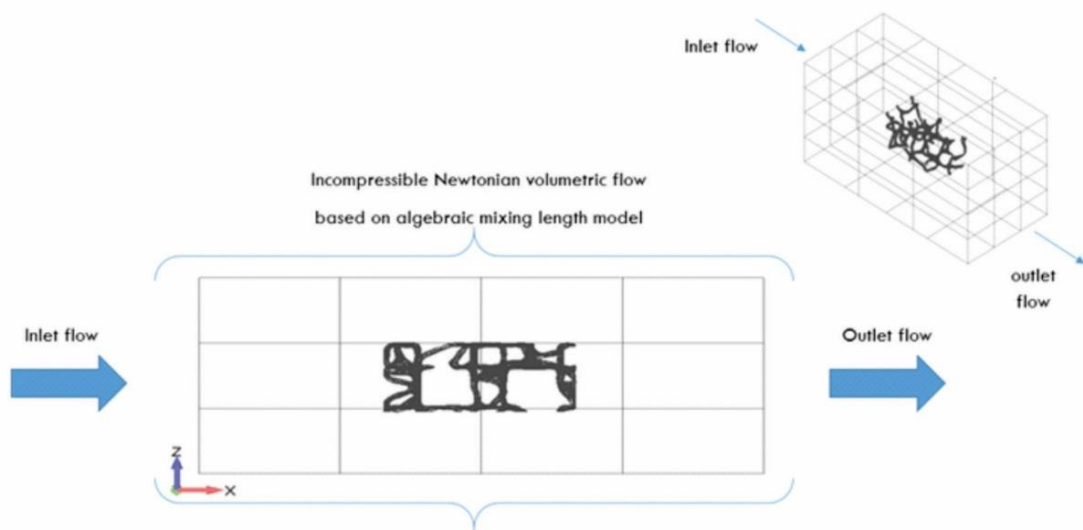 Inlet flow
Incompressible Newtonian volumetric flow
based on algebraic mixing length model
outlet
flow
Inlet flow
Outlet flow
Z
X